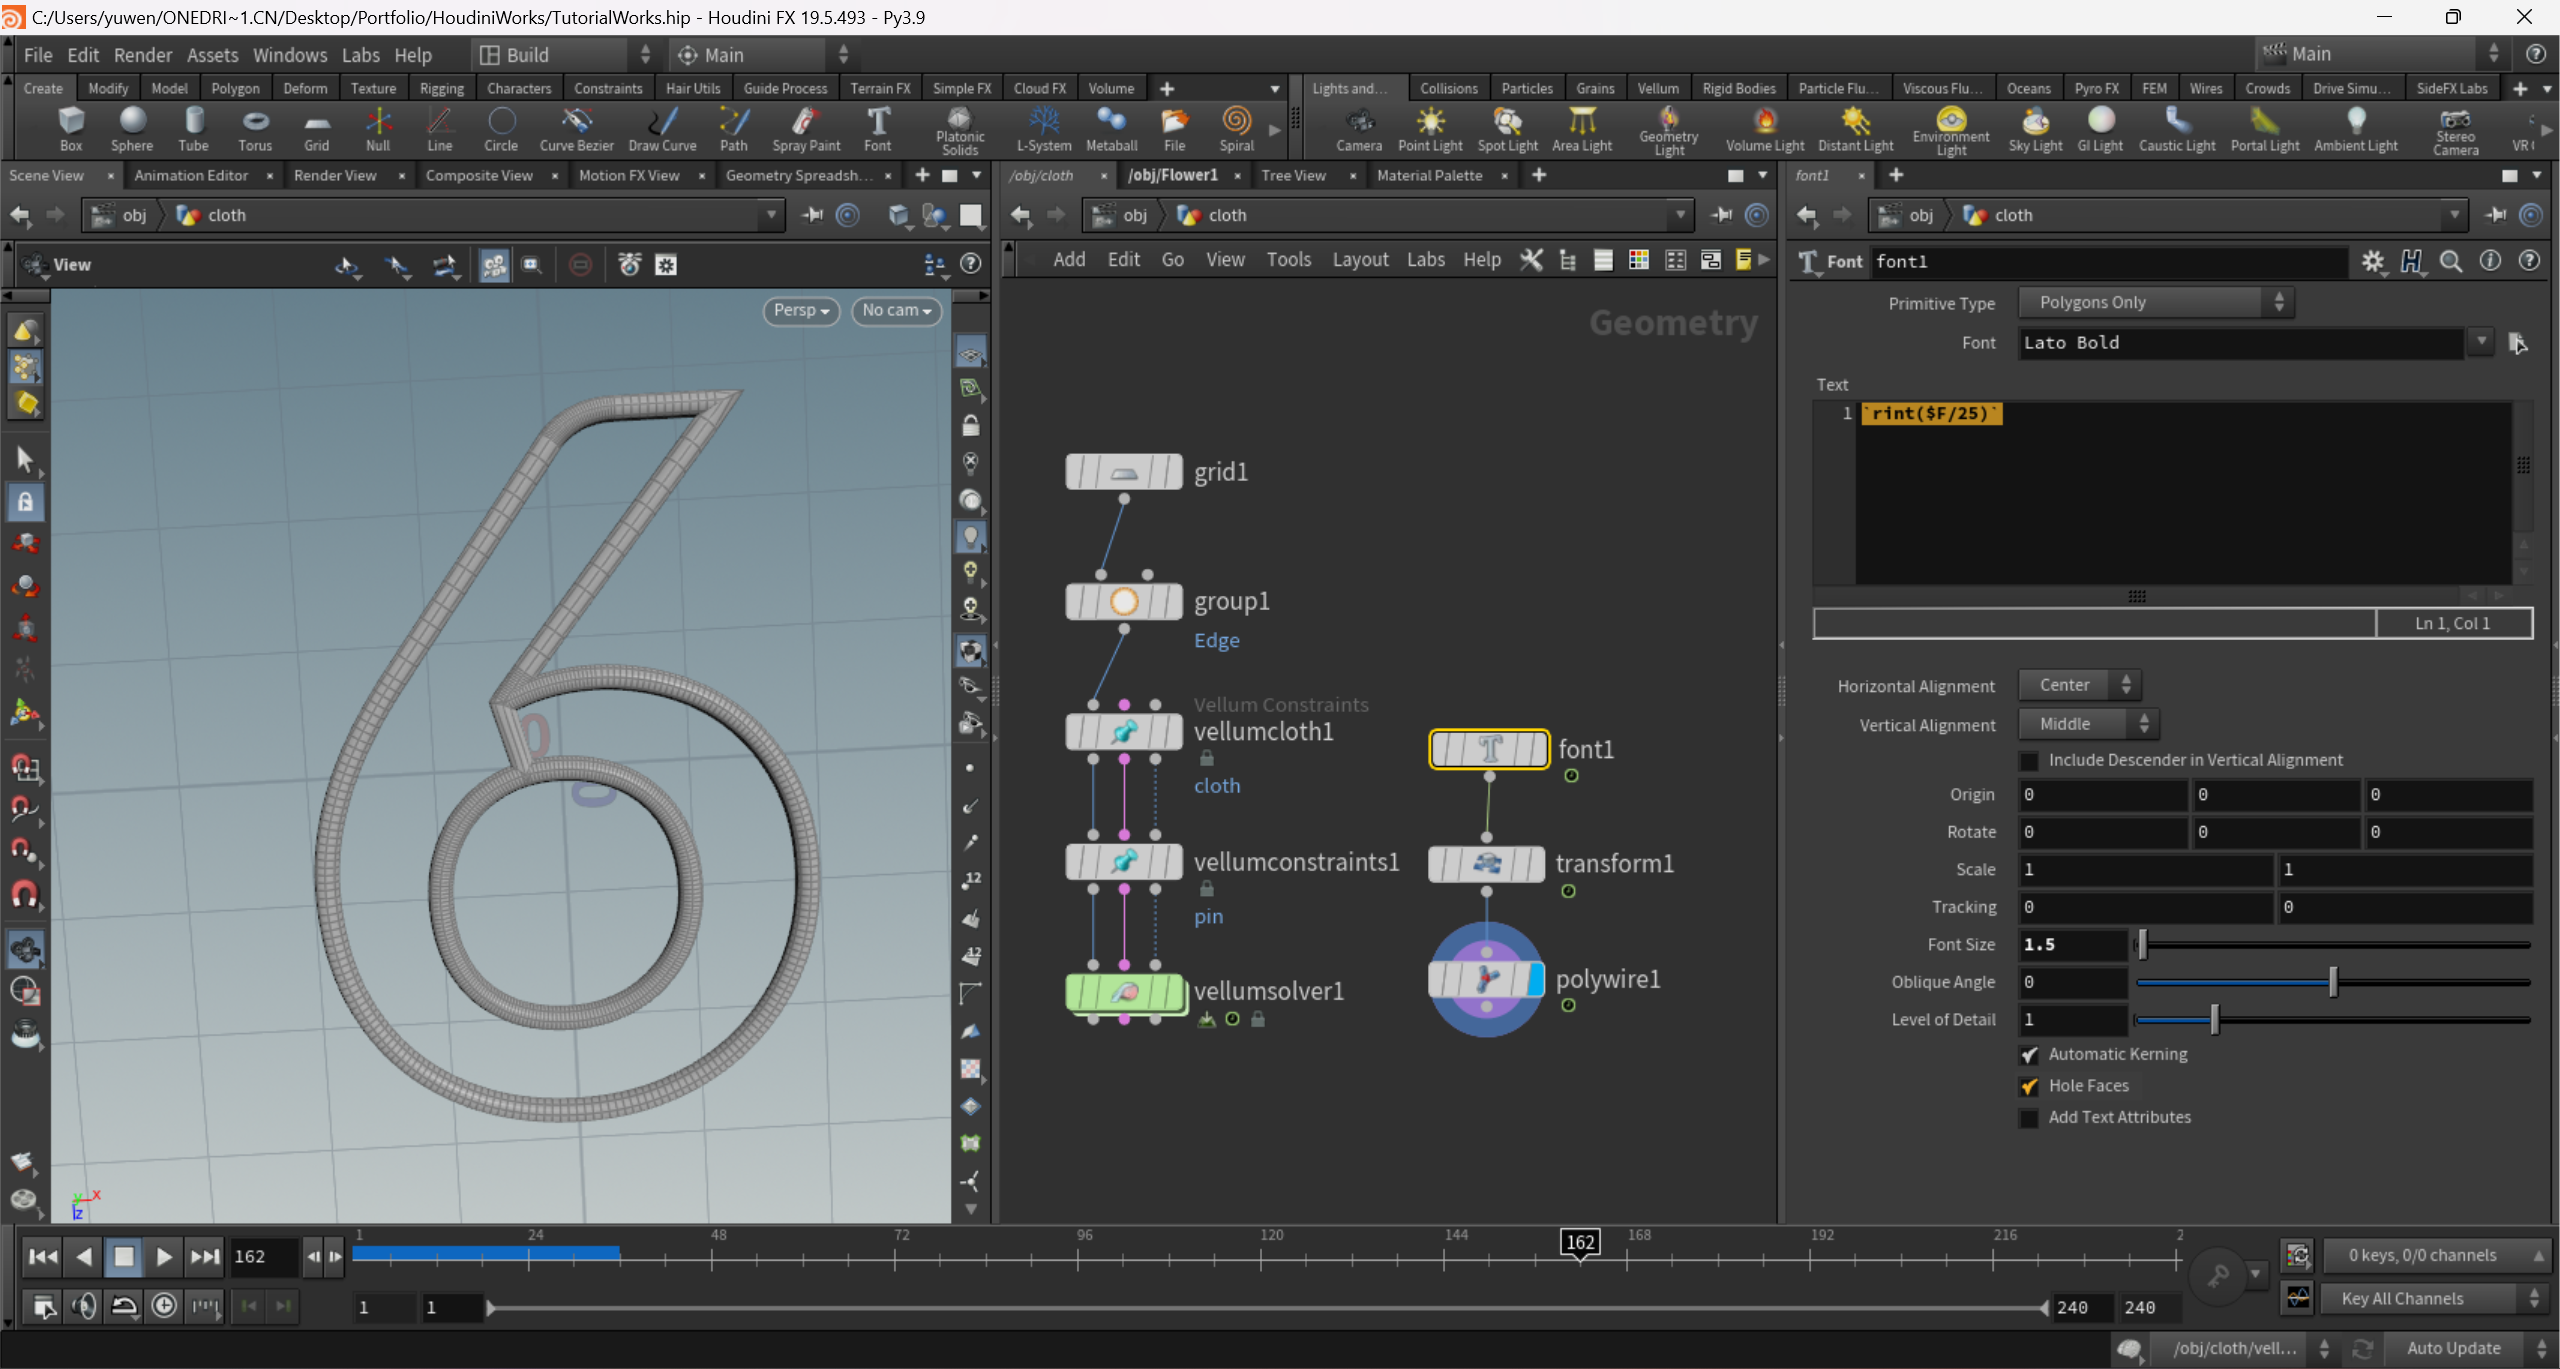 C:/Users/yuwen/ONEDRI~1.CN/Desktop/Portfolio/HoudiniWorks/TutorialWorks.hip - Houdini FX 19.5.493 - Py3.9
File Edit Render Assets Windows Labs Help Build Main Main
Create Modify Model Polygon Deform Texture Rigging Characters Constraints Hair Utils Guide Process Terrain FX Simple FX Cloud FX Volume
Lights and... Collisions Particles Grains Vellum Rigid Bodies Particle Flu... Viscous Flu... Oceans Pyro FX FEM Wires Crowds Drive Simu... SideFX Labs
Box Sphere Tube Torus Grid Null Line Circle Curve Bezier Draw Curve Path Spray Paint Font Platonic Solids L-System Metaball File Spiral
Camera Point Light Spot Light Area Light Geometry Light Volume Light Distant Light Environment Light Sky Light GI Light Caustic Light Portal Light Ambient Light Stereo Camera
Scene View Animation Editor Render View Composite View Motion FX View Geometry Spreadsh...
/obj/cloth /obj/Flower1 Tree View Material Palette
font1
obj cloth
obj cloth
obj cloth
View
Persp
No cam
0
0
6
x
y
z
12
12
Add Edit Go View Tools Layout Labs Help
Geometry
grid1
group1
Edge
Vellum Constraints
vellumcloth1
cloth
vellumconstraints1
pin
vellumsolver1
font1
transform1
polywire1
Font font1
Primitive Type Polygons Only
Font Lato Bold
Text
1 `rint($F/25)`
Ln 1, Col 1
Horizontal Alignment Center
Vertical Alignment Middle
Include Descender in Vertical Alignment
Origin 0 0 0
Rotate 0 0 0
Scale 1 1
Tracking 0 0
Font Size 1.5
Oblique Angle 0
Level of Detail 1
Automatic Kerning
Hole Faces
Add Text Attributes
162
1 24 48 72 96 120 144 162 168 192 216 2
0 keys, 0/0 channels
1 1 240 240
Key All Channels
/obj/cloth/vell... Auto Update